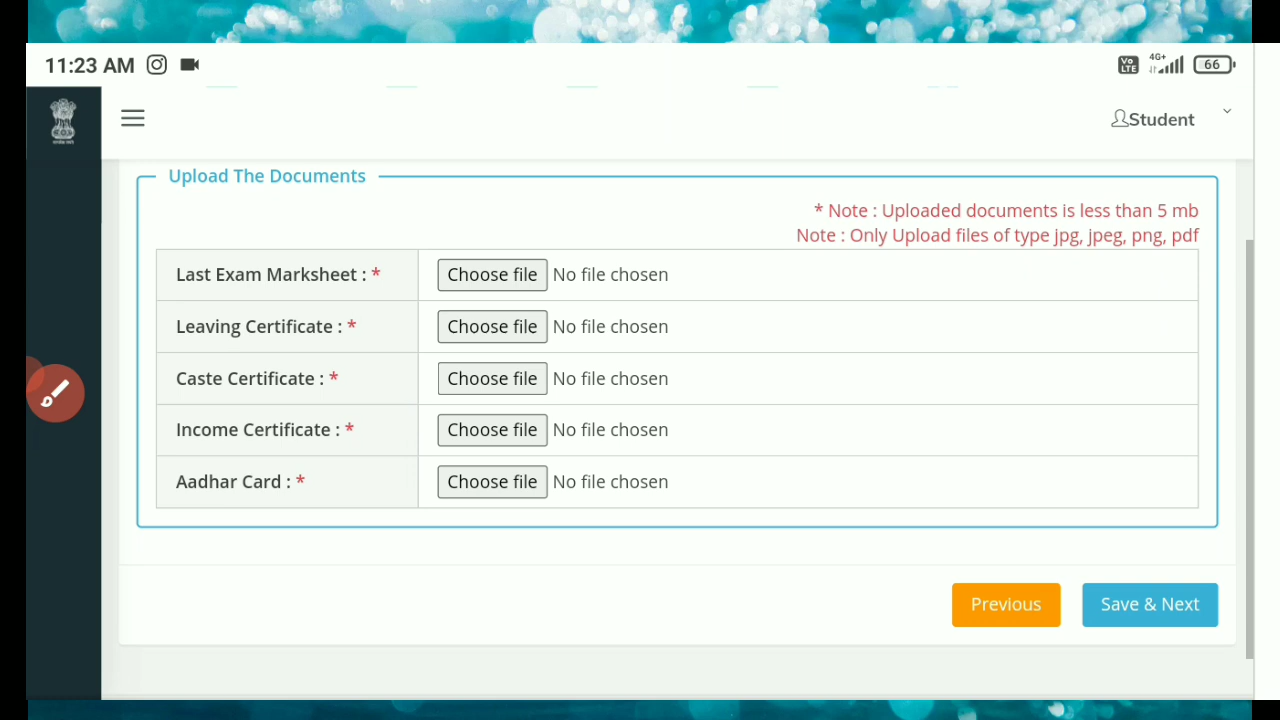 11:23 AM
Vo LTE 4G+ 66
Student
Upload The Documents
* Note : Uploaded documents is less than 5 mb
Note : Only Upload files of type jpg, jpeg, png, pdf
Last Exam Marksheet : * Choose file No file chosen
Leaving Certificate : * Choose file No file chosen
Caste Certificate : * Choose file No file chosen
Income Certificate : * Choose file No file chosen
Aadhar Card : * Choose file No file chosen
Previous Save & Next